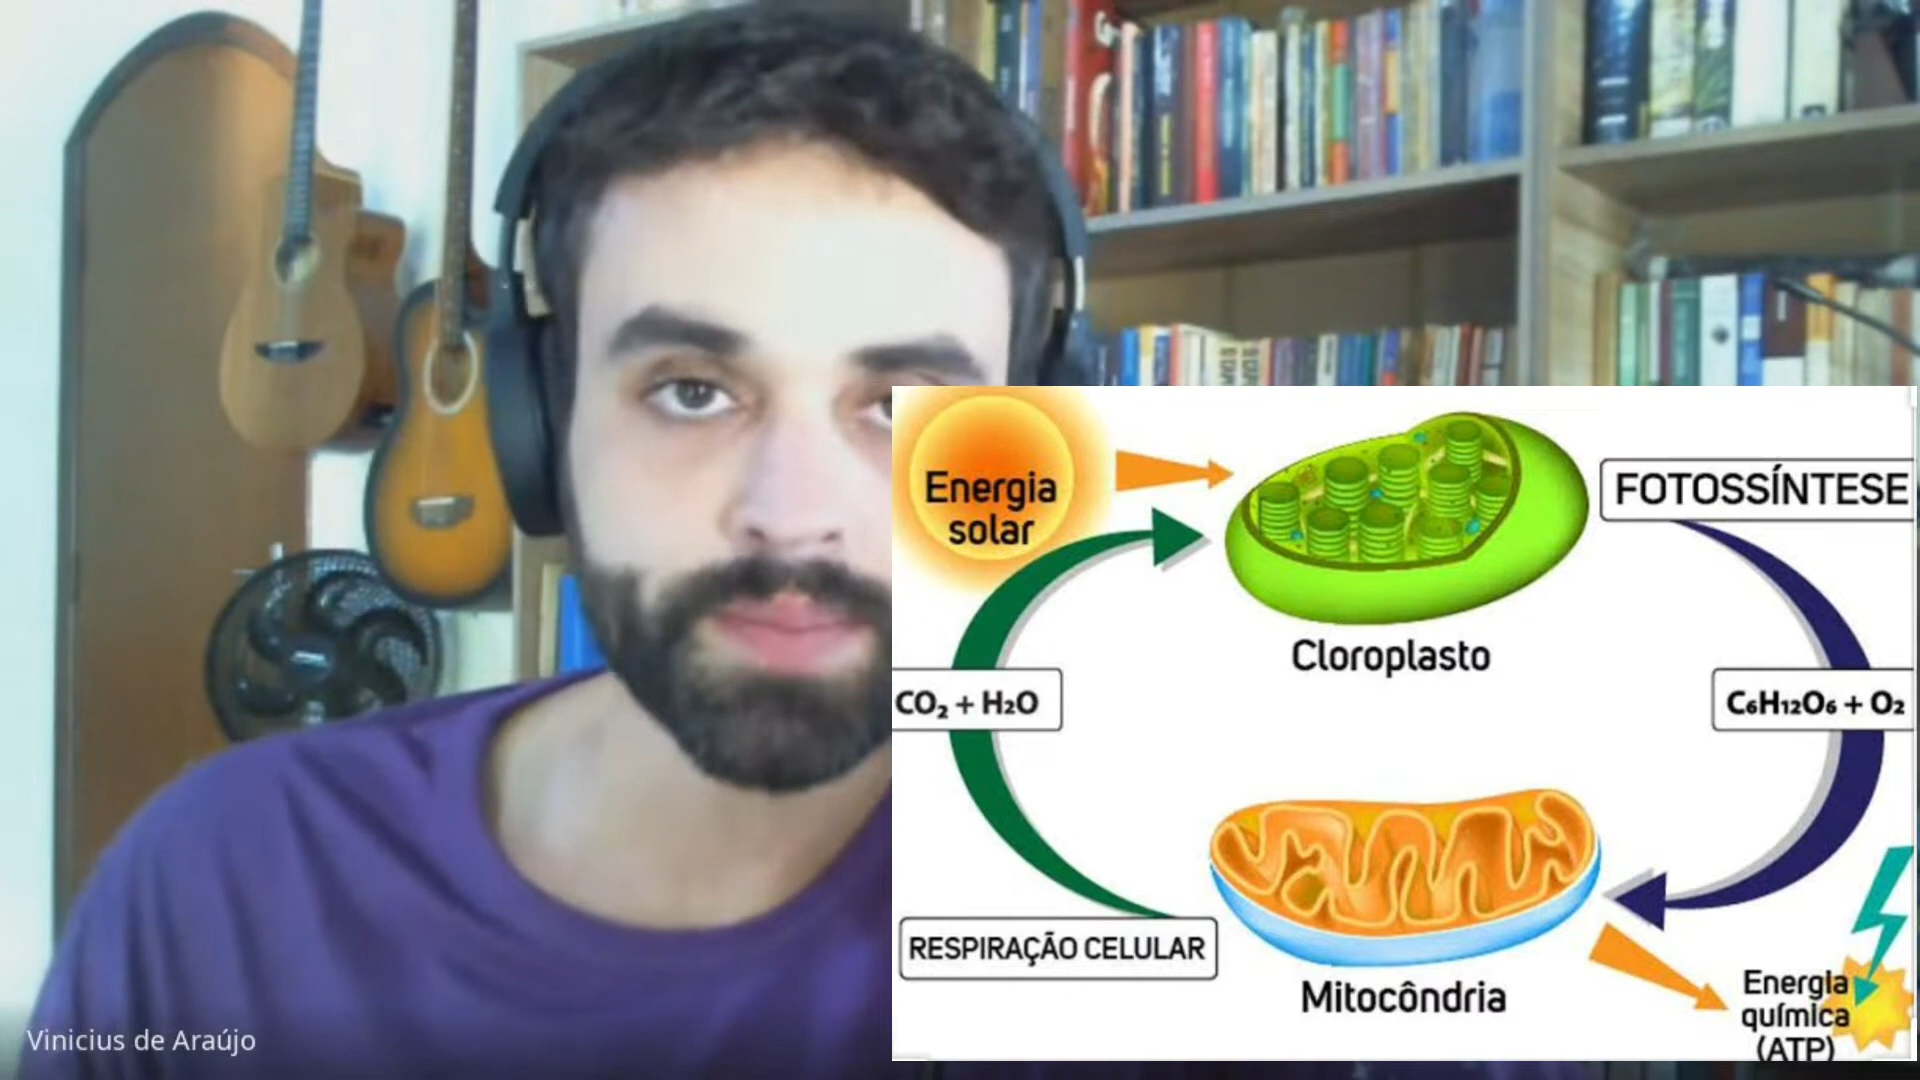 Energia
solar
FOTOSSÍNTESE
Cloroplasto
CO₂ + H₂O
C₆H₁₂O₆ + O₂
RESPIRAÇÃO CELULAR
Mitocôndria
Energia
química
(ATP)
Vinicius de Araújo